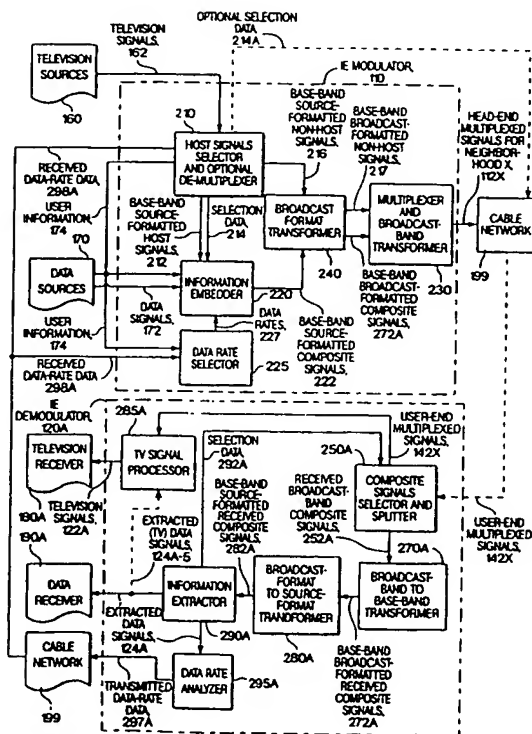 OPTIONAL SELECTION
DATA,
214A
TELEVISION
SIGNALS, 162
TELEVISION
SOURCES
160
IE MODULATOR,
110
210
HOST SIGNALS
SELECTOR
AND OPTIONAL
DE-MULTIPLEXER
BASE-BAND
SOURCE-
FORMATTED
NON-HOST
SIGNALS,
216
BASE-BAND
BROADCAST-
FORMATTED
NON-HOST
SIGNALS,
217
HEAD-END
MULTIPLEXED
SIGNALS FOR
NEIGHBOR-
HOOD X,
112X
RECEIVED
DATA-RATE
DATA,
298A
USER
INFORMATION,
174
BASE-BAND
SOURCE-
FORMATTED
HOST
SIGNALS,
212
SELECTION
DATA,
214
BROADCAST
FORMAT
TRANSFORMER
240
MULTIPLEXER
AND
BROADCAST-
BAND
TRANSFORMER
230
CABLE
NETWORK
199
170
DATA
SOURCES
DATA
SIGNALS, 172
INFORMATION
EMBEDDER
220
DATA
RATES,
227
BASE-BAND
SOURCE-
FORMATTED
COMPOSITE
SIGNALS,
222
BASE-BAND
BROADCAST-
FORMATTED
COMPOSITE
SIGNALS,
272A
USER
INFORMATION,
174
DATA RATE
SELECTOR
225
RECEIVED
DATA-RATE DATA
298A
IE
DEMODULATOR,
120A
285A
TELEVISION
RECEIVER
180A
TELEVISION
SIGNALS,
122A
TV SIGNAL
PROCESSOR
SELECTION
DATA,
292A
USER-END
MULTIPLEXED
SIGNALS,
142X
250A
COMPOSITE
SIGNALS
SELECTOR AND
SPLITTER
USER-END
MULTIPLEXED
SIGNALS,
142X
EXTRACTED
(TV) DATA
SIGNALS,
124A-5
BASE-BAND
SOURCE-
FORMATTED
RECEIVED
COMPOSITE
SIGNALS
282A
RECEIVED
BROADCAST-
BAND
COMPOSITE
SIGNALS,
252A
270A
BROADCAST-
BAND TO
BASE-BAND
TRANSFORMER
190A
DATA
RECEIVER
INFORMATION
EXTRACTOR
290A
BROADCAST-
FORMAT
TO SOURCE-
FORMAT
TRANDFORMER
280A
EXTRACTED
DATA
SIGNALS,
124A
BASE-BAND
BROADCAST-
FORMATTED
RECEIVED
COMPOSITE
SIGNALS,
272A
CABLE
NETWORK
199
DATA RATE
ANALYZER
295A
TRANSMITTED
DATA-RATE
DATA,
297A